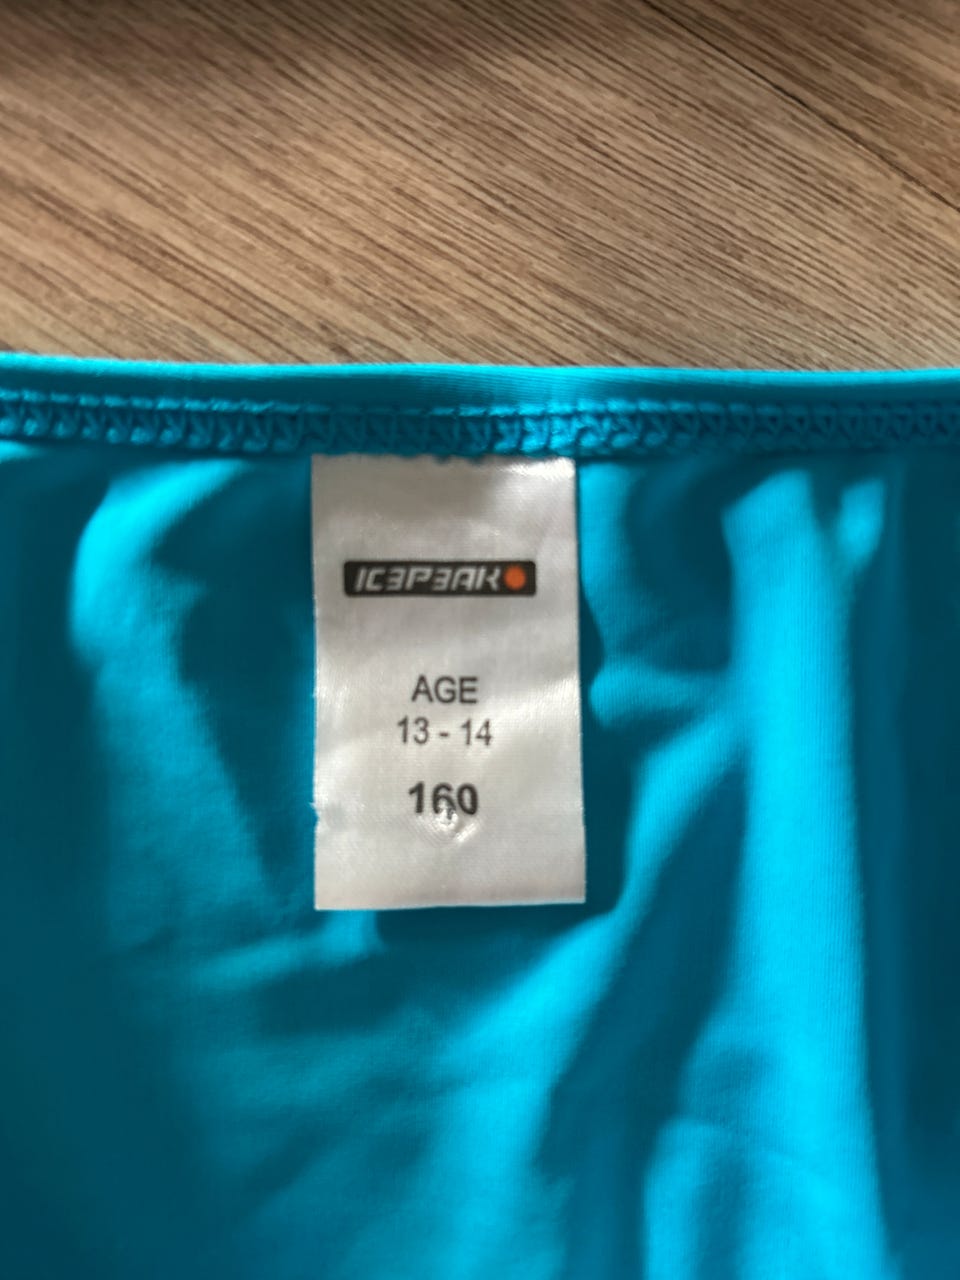 ICEPEAK
AGE
13 - 14
160